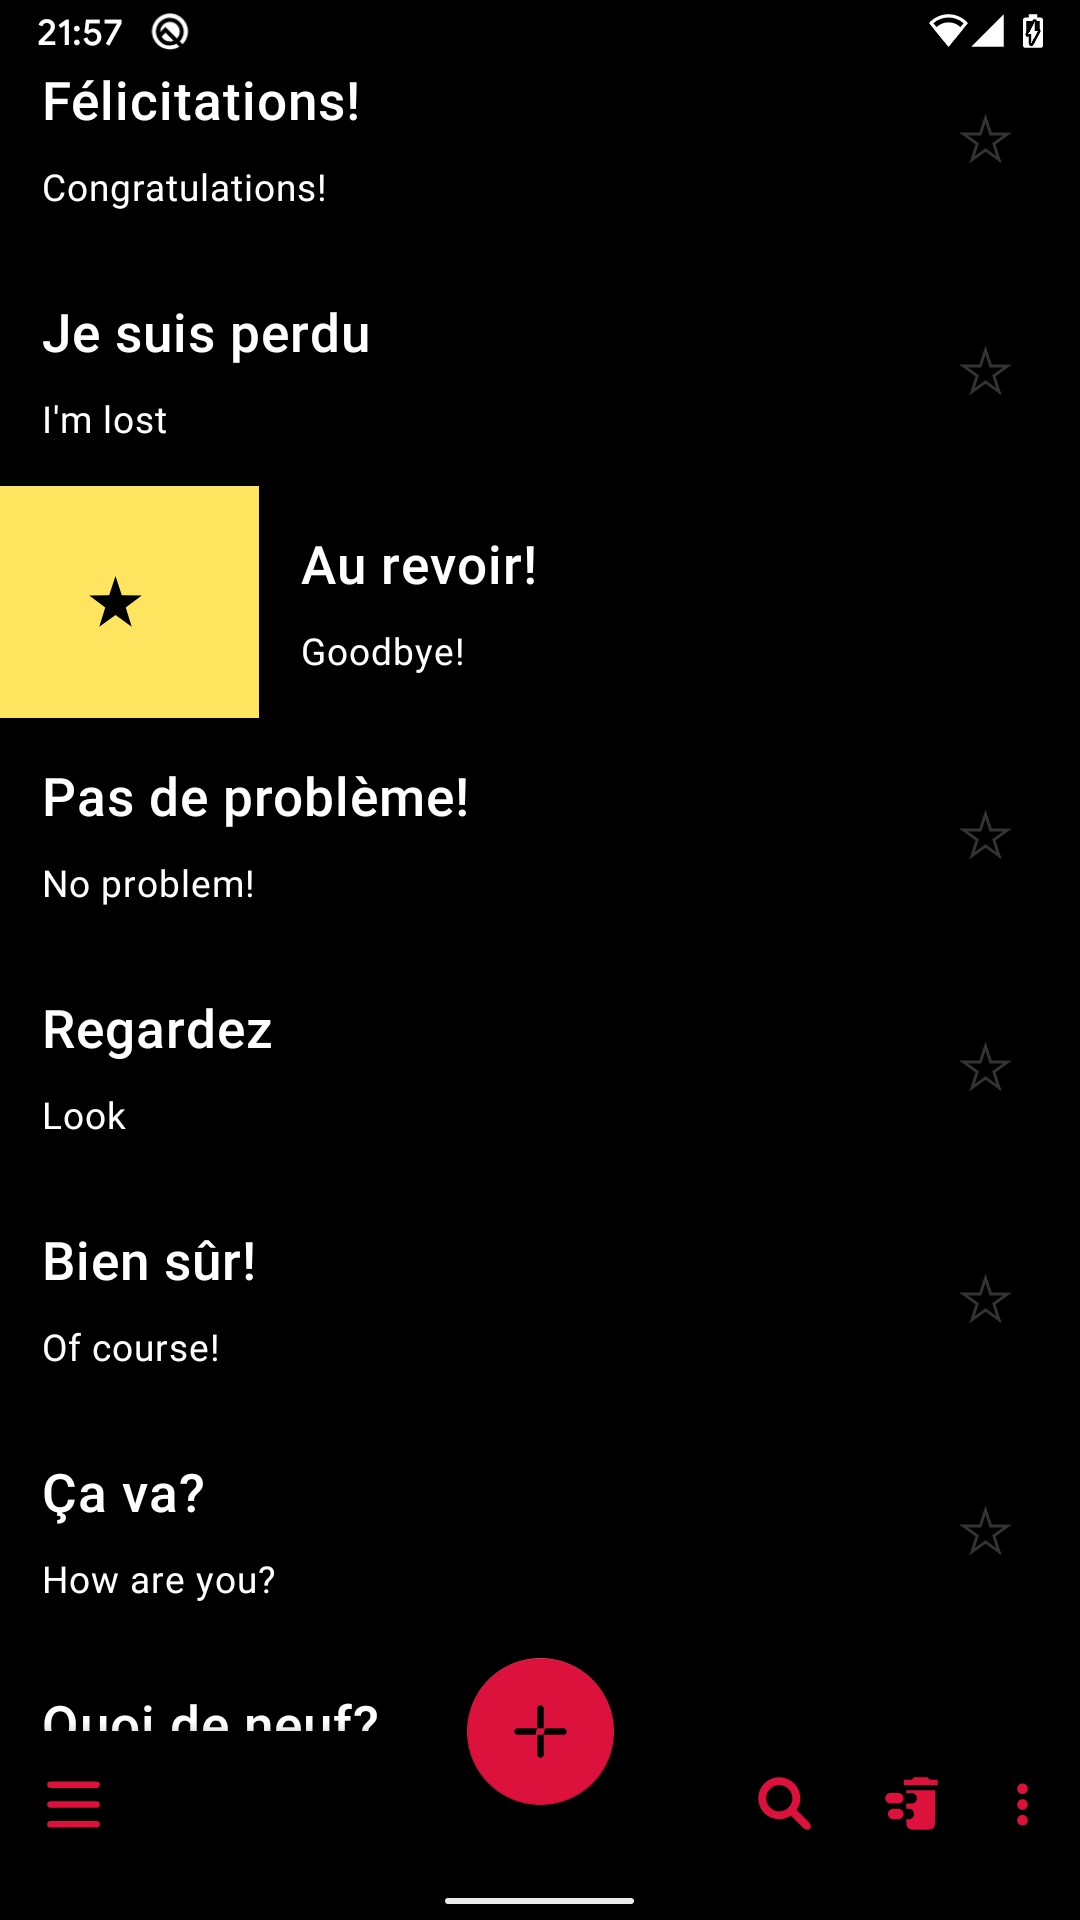 21:57
Félicitations!
Congratulations!
Je suis perdu
I'm lost
Au revoir!
Goodbye!
Pas de problème!
No problem!
Regardez
Look
Bien sûr!
Of course!
Ça va?
How are you?
Quoi de neuf?